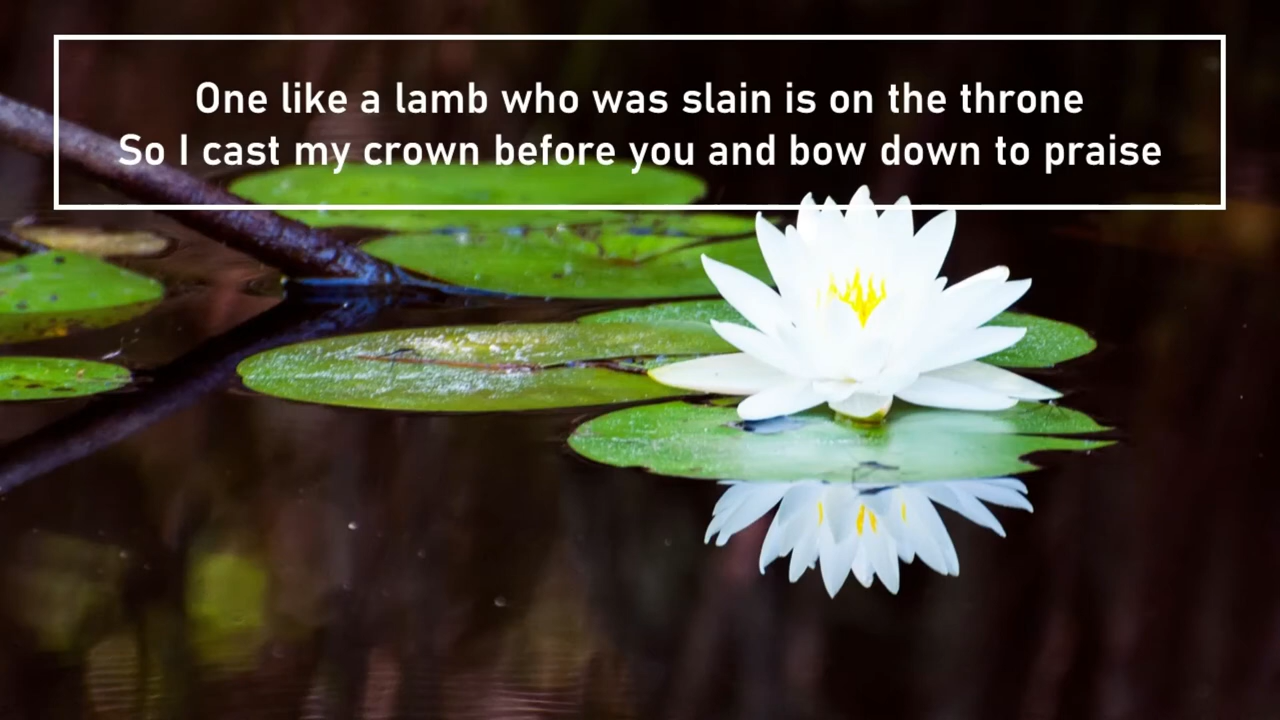 One like a lamb who was slain is on the throne
So I cast my crown before you and bow down to praise